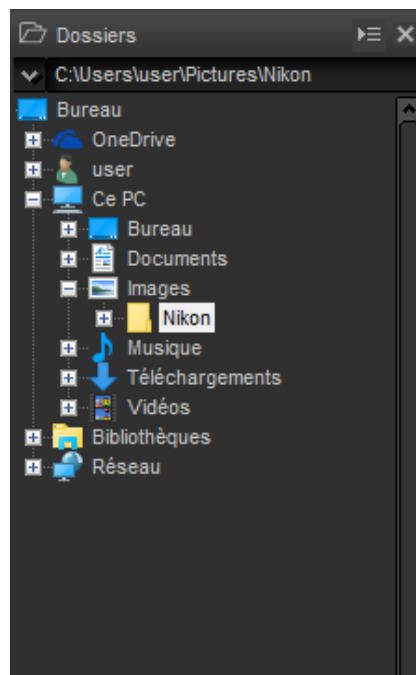 Dossiers
C:\Users\user\Pictures\Nikon
Bureau
OneDrive
user
Ce PC
Bureau
Documents
Images
Nikon
Musique
Téléchargements
Vidéos
Bibliothèques
Réseau